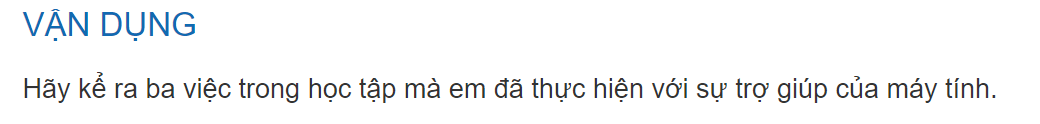 VẬN DỤNG
Hãy kể ra ba việc trong học tập mà em đã thực hiện với sự trợ giúp của máy tính.